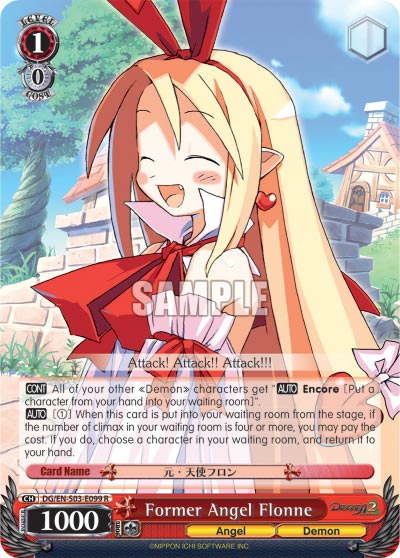 LEVEL
1
0
COST
SAMPLE
Attack! Attack!! Attack!!!
CONT All of your other «Demon» characters get "AUTO Encore [Put a
character from your hand into your waiting room]".
AUTO [①] When this card is put into your waiting room from the stage, if
the number of climax in your waiting room is four or more, you may pay the
cost. If you do, choose a character in your waiting room, and return it to
your hand.
Card Name 元・天使フロン
CH DG/EN-S03-E099 R
1000 Former Angel Flonne DISGAEA 2
Angel Demon
©NIPPON ICHI SOFTWARE INC.